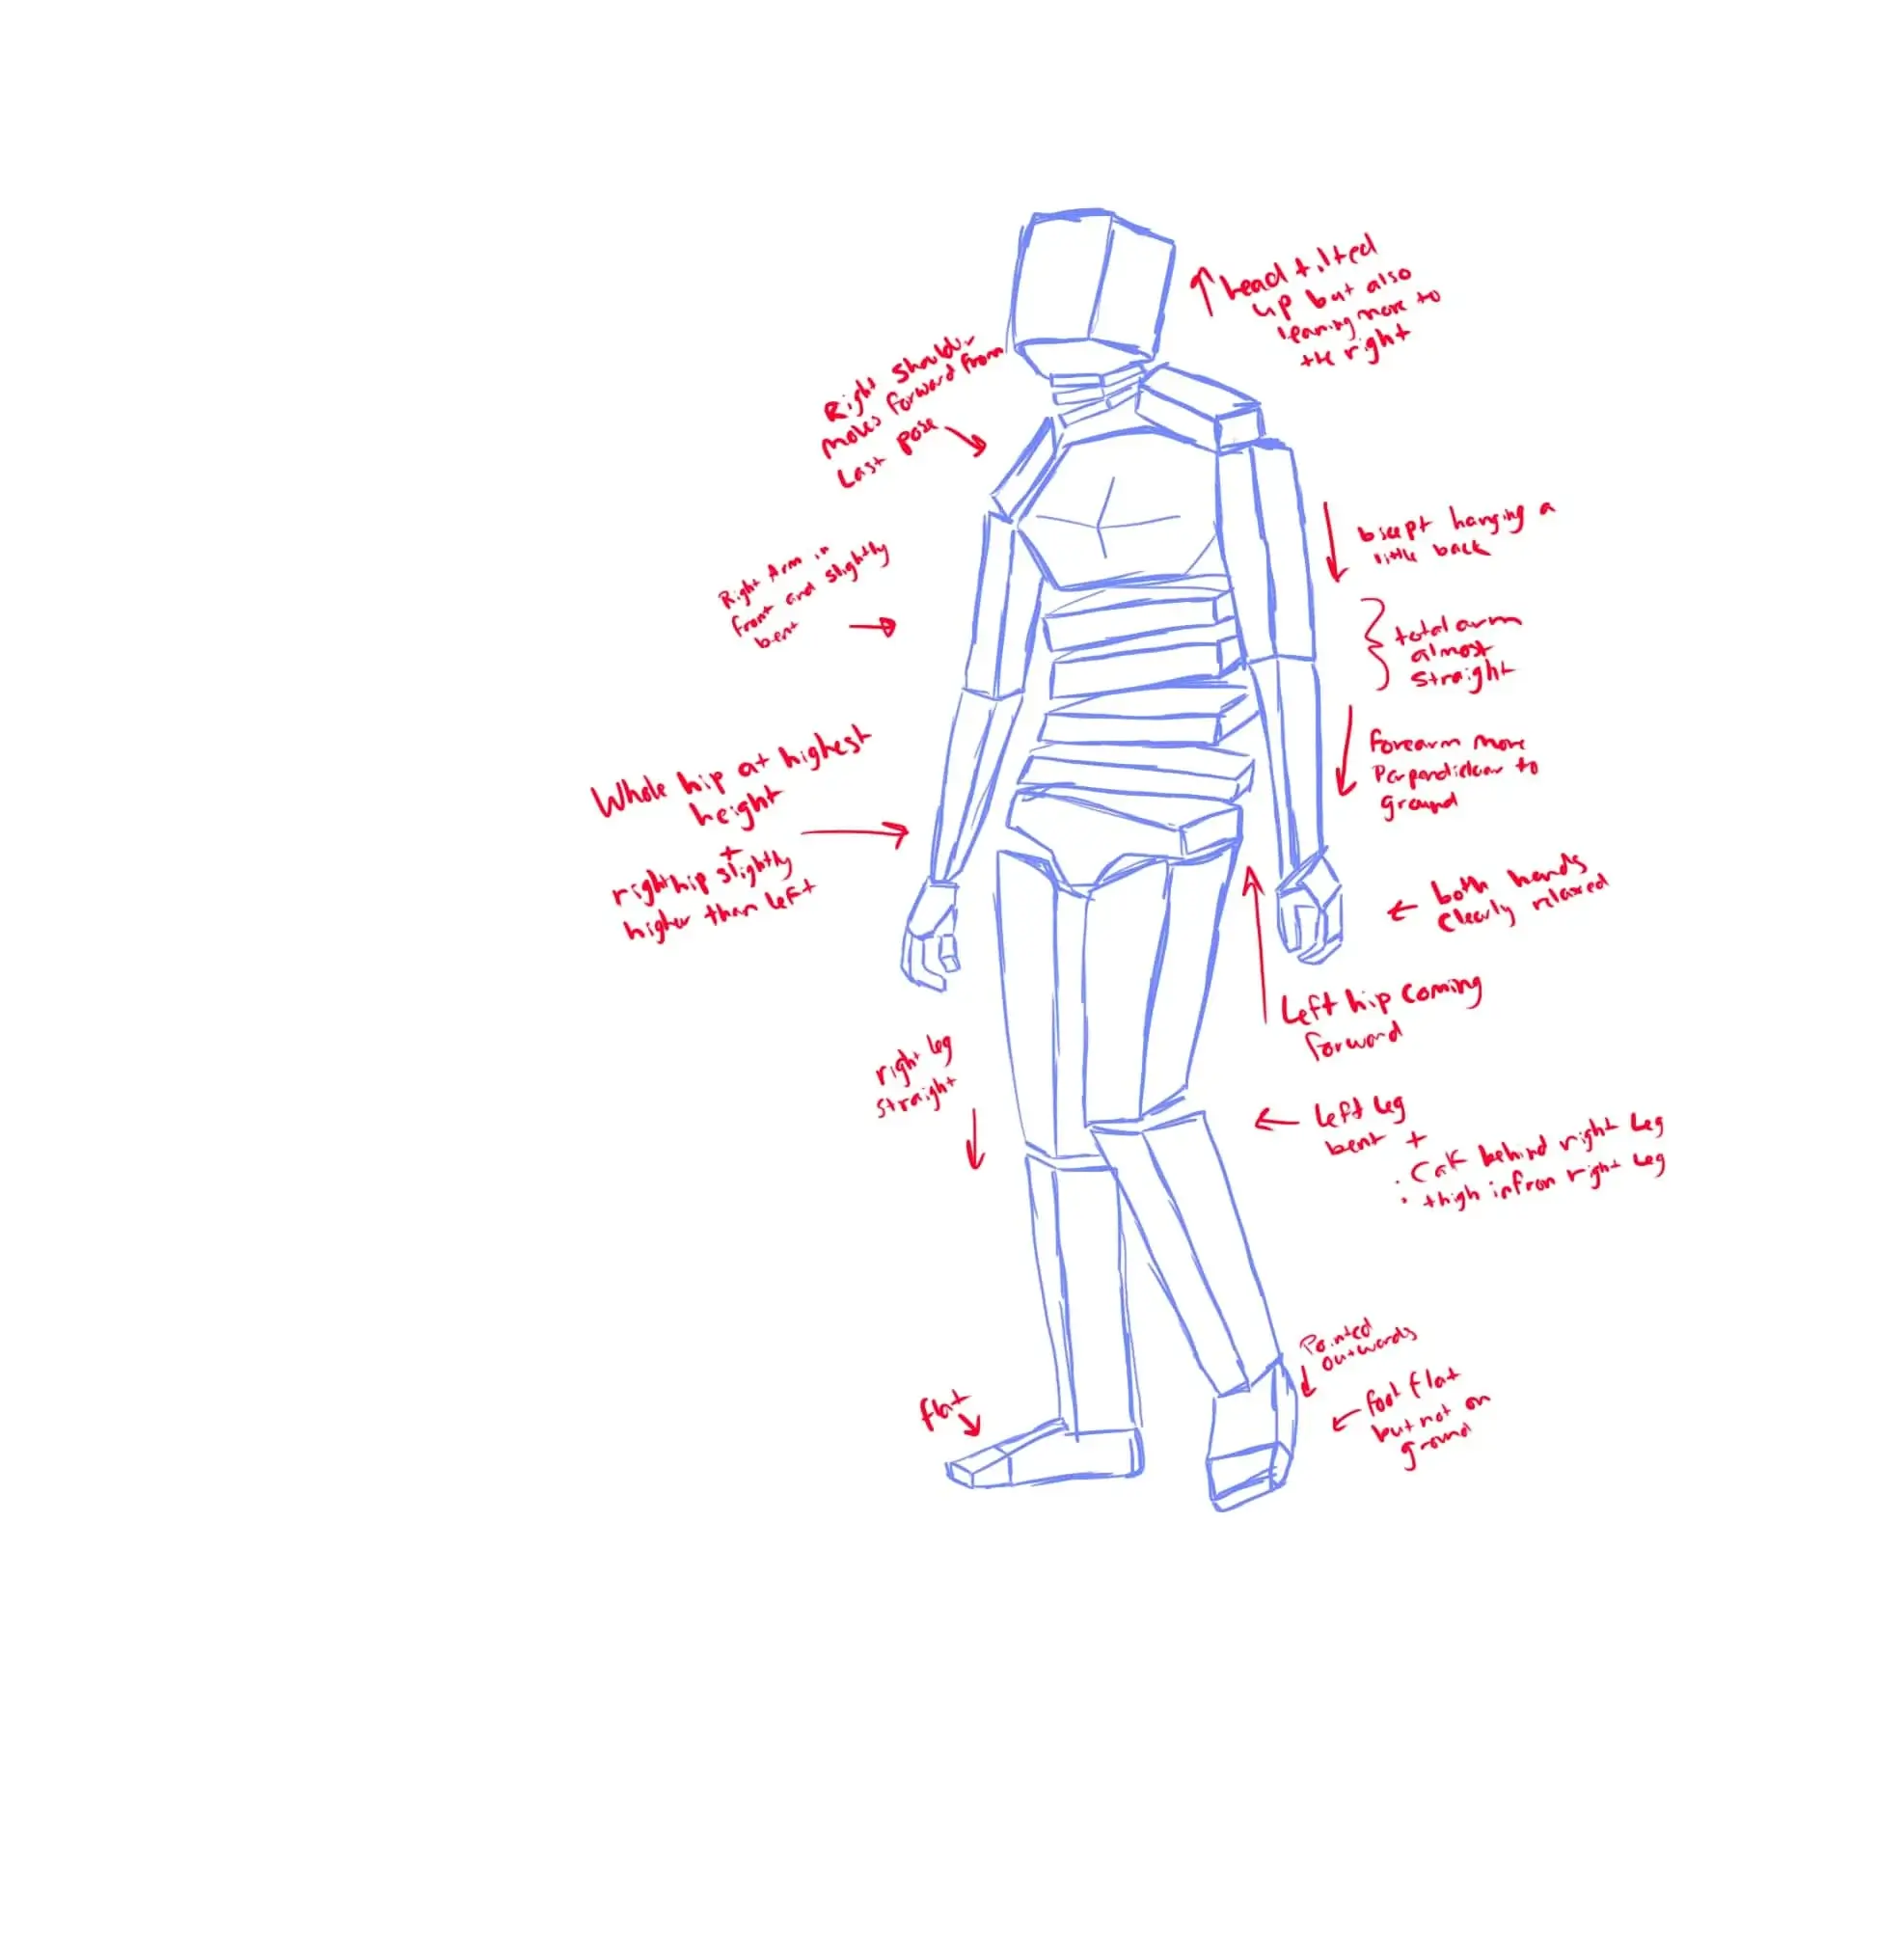 head tilted
up but also
leaning more to
the right
Right shoulder
moves forward from
Last pose
bicept hanging a
little back
Right Arm in
front and slightly
bent
total arm
almost
straight
forearm more
Perpendicular to
ground
Whole hip at highest
height
+
right hip slightly
higher than left
both hands
Clearly relaxed
Left hip coming
forward
right leg
straight
left leg
bent +
· Calf behind right leg
· thigh infron right leg
Pointed
outwards
flat
foot flat
but not on
ground